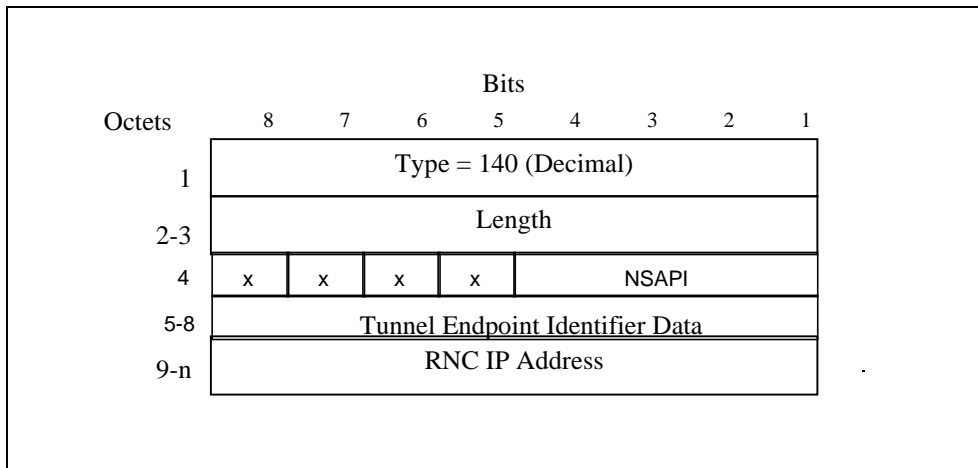 Bits
Octets 8 7 6 5 4 3 2 1
1 Type = 140 (Decimal)
2-3 Length
4 x x x x NSAPI
5-8 Tunnel Endpoint Identifier Data
9-n RNC IP Address .